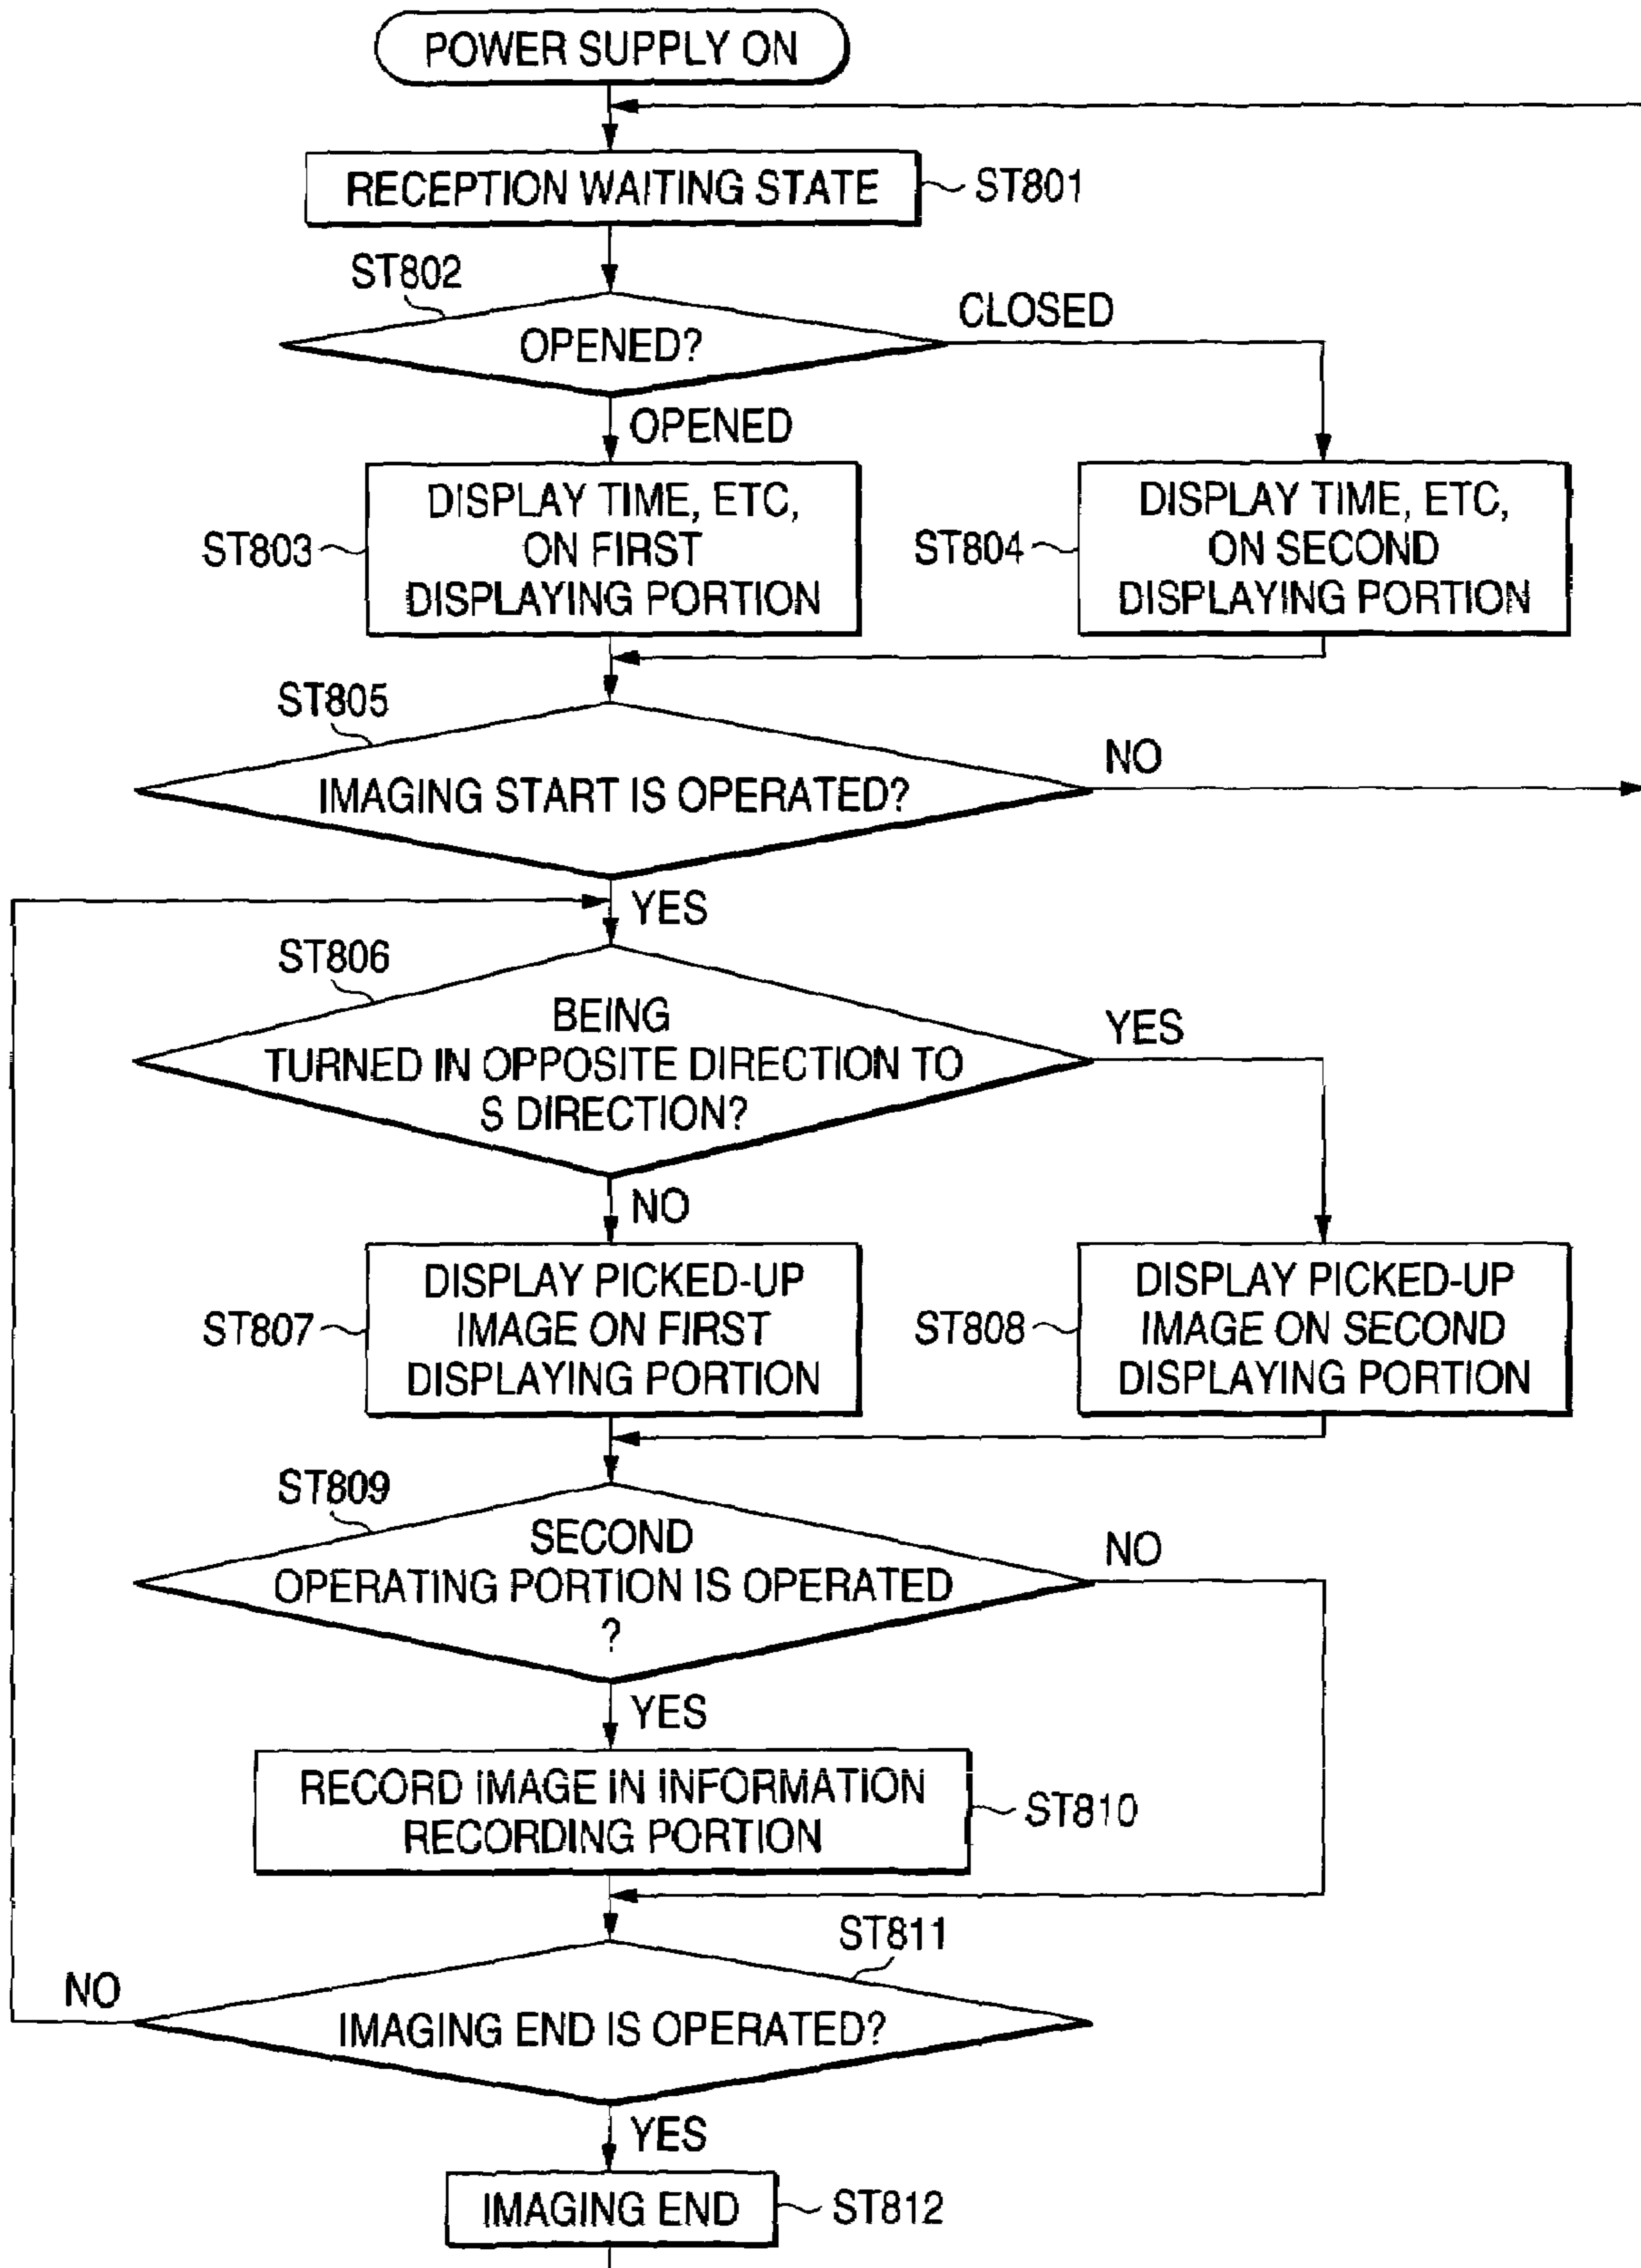 POWER SUPPLY ON
RECEPTION WAITING STATE
ST801
ST802
OPENED?
CLOSED
OPENED
DISPLAY TIME, ETC,
ON FIRST
DISPLAYING PORTION
ST803
DISPLAY TIME, ETC,
ON SECOND
DISPLAYING PORTION
ST804
ST805
IMAGING START IS OPERATED?
NO
YES
ST806
BEING
TURNED IN OPPOSITE DIRECTION TO
S DIRECTION?
YES
NO
DISPLAY PICKED-UP
IMAGE ON FIRST
DISPLAYING PORTION
ST807
DISPLAY PICKED-UP
IMAGE ON SECOND
DISPLAYING PORTION
ST808
ST809
SECOND
OPERATING PORTION IS OPERATED
?
NO
YES
RECORD IMAGE IN INFORMATION
RECORDING PORTION
ST810
ST811
IMAGING END IS OPERATED?
NO
YES
IMAGING END
ST812